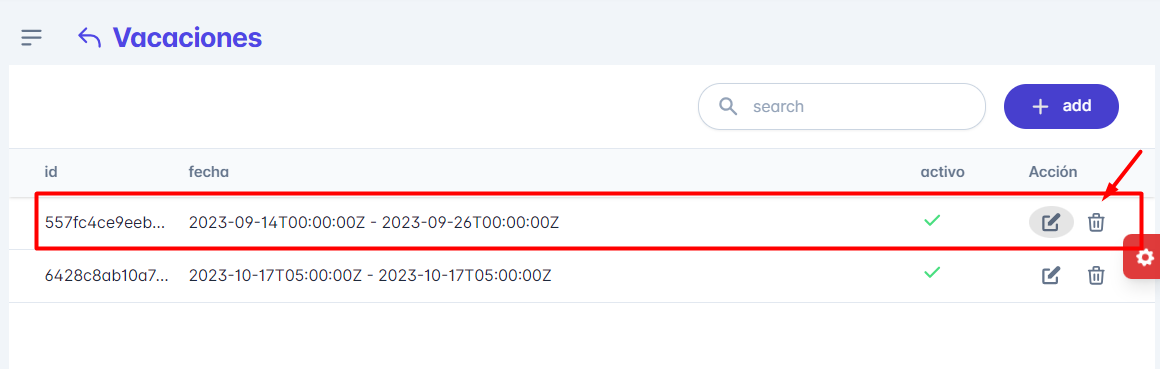 Vacaciones
search
add
id fecha activo Acción
557fc4ce9eeb... 2023-09-14T00:00:00Z - 2023-09-26T00:00:00Z
6428c8ab10a7... 2023-10-17T05:00:00Z - 2023-10-17T05:00:00Z